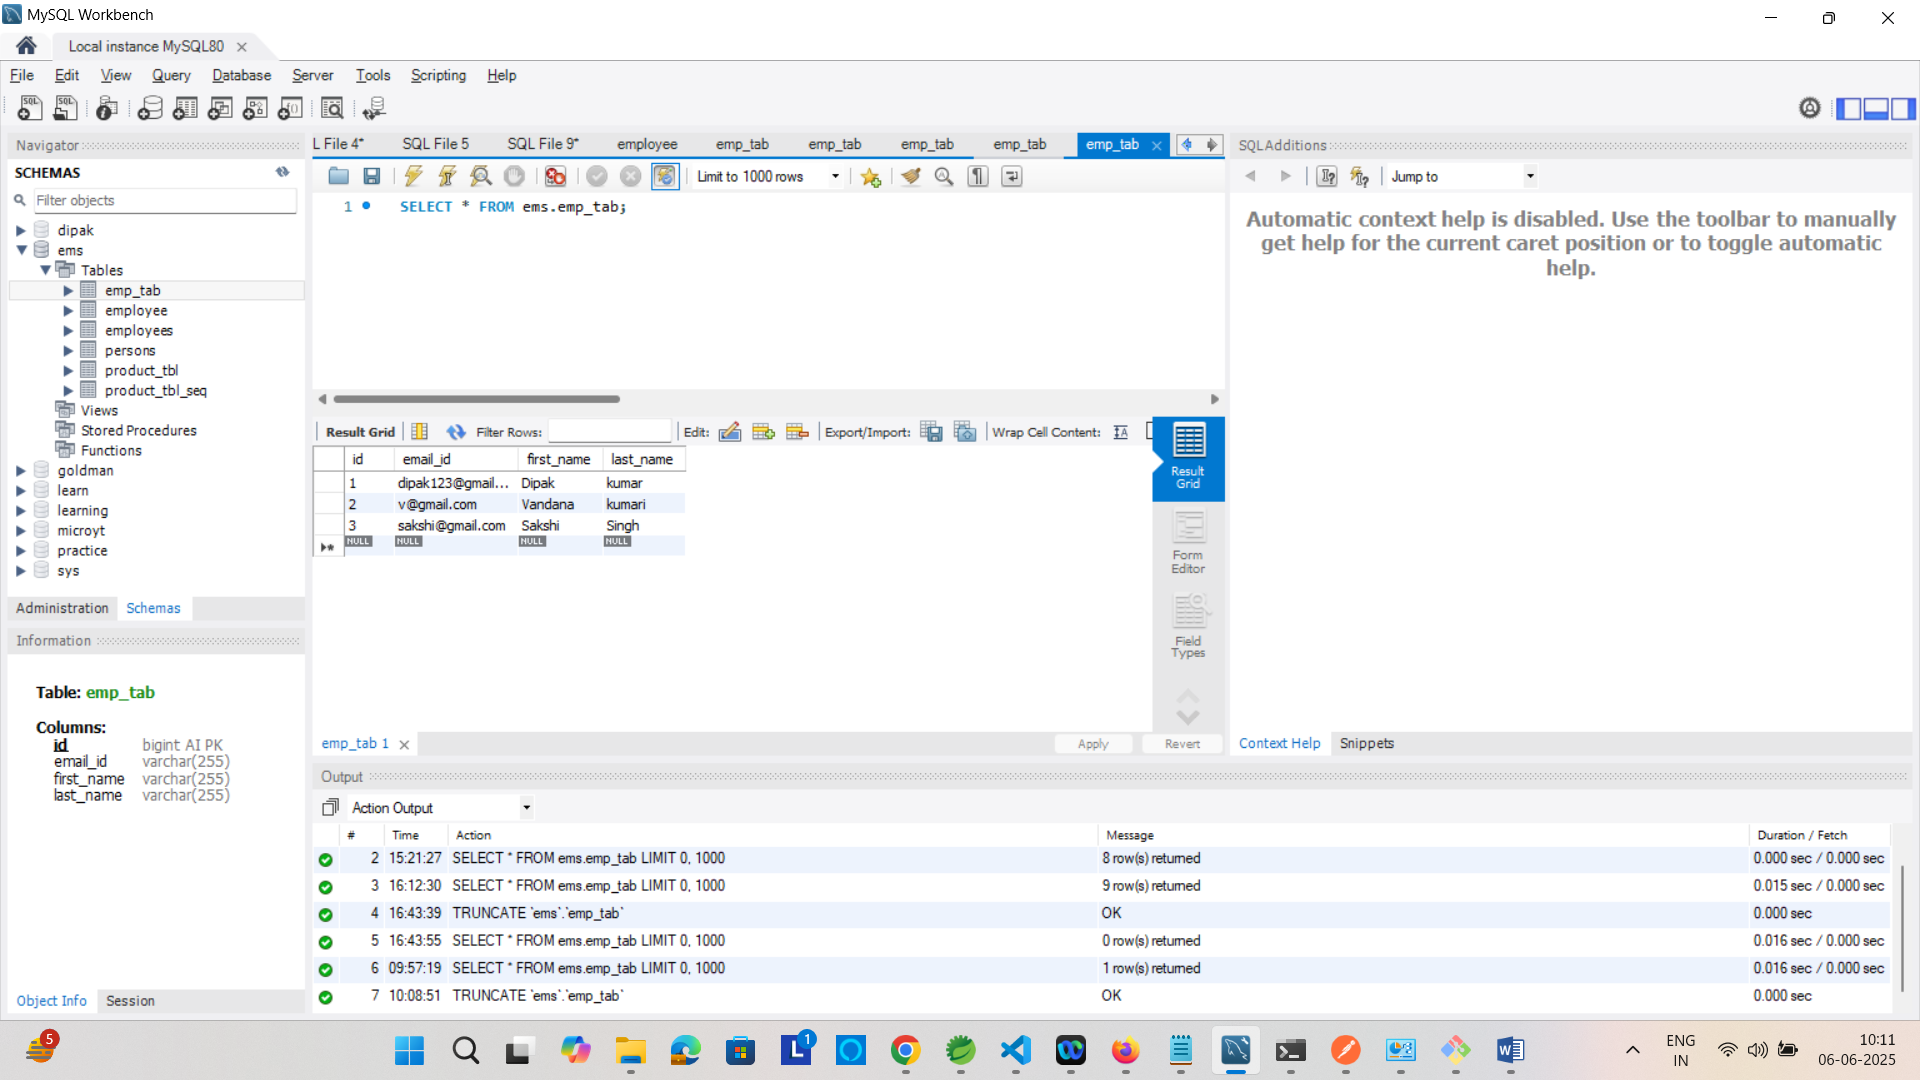 MySQL Workbench
Local instance MySQL80
File Edit View Query Database Server Tools Scripting Help
Navigator
SCHEMAS
Filter objects
dipak
ems
Tables
emp_tab
employee
employees
persons
product_tbl
product_tbl_seq
Views
Stored Procedures
Functions
goldman
learn
learning
microyt
practice
sys
Administration Schemas
Information
Table: emp_tab
Columns:
id bigint AI PK
email_id varchar(255)
first_name varchar(255)
last_name varchar(255)
Object Info Session
L File 4* SQL File 5 SQL File 9* employee emp_tab emp_tab emp_tab emp_tab emp_tab
Limit to 1000 rows
1 SELECT * FROM ems.emp_tab;
Result Grid Filter Rows: Edit: Export/Import: Wrap Cell Content:
id email_id first_name last_name
1 dipak123@gmail... Dipak kumar
2 v@gmail.com Vandana kumari
3 sakshi@gmail.com Sakshi Singh
NULL NULL NULL NULL
Result
Grid
Form
Editor
Field
Types
emp_tab 1 Apply Revert
SQLAdditions
Jump to
Automatic context help is disabled. Use the toolbar to manually
get help for the current caret position or to toggle automatic
help.
Context Help Snippets
Output
Action Output
# Time Action Message Duration / Fetch
2 15:21:27 SELECT * FROM ems.emp_tab LIMIT 0, 1000 8 row(s) returned 0.000 sec / 0.000 sec
3 16:12:30 SELECT * FROM ems.emp_tab LIMIT 0, 1000 9 row(s) returned 0.015 sec / 0.000 sec
4 16:43:39 TRUNCATE `ems`.`emp_tab` OK 0.000 sec
5 16:43:55 SELECT * FROM ems.emp_tab LIMIT 0, 1000 0 row(s) returned 0.016 sec / 0.000 sec
6 09:57:19 SELECT * FROM ems.emp_tab LIMIT 0, 1000 1 row(s) returned 0.016 sec / 0.000 sec
7 10:08:51 TRUNCATE `ems`.`emp_tab` OK 0.000 sec
5
1
ENG
IN
10:11
06-06-2025